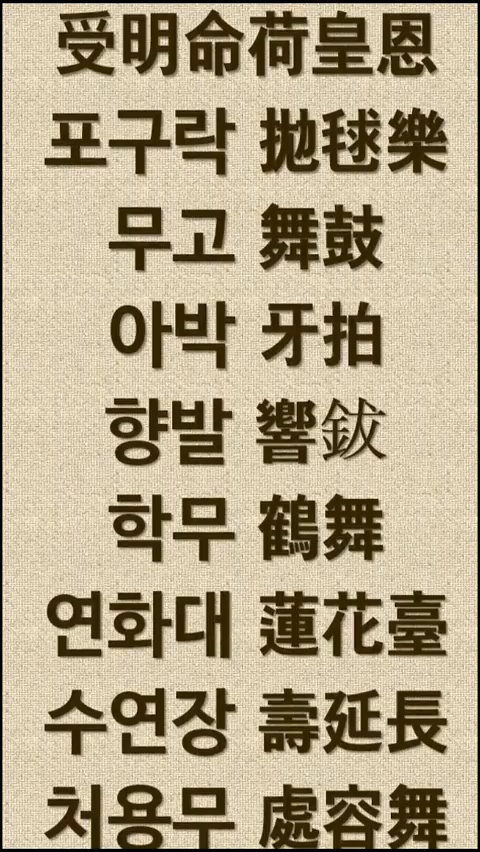 受明命荷皇恩
포구락 抛毬樂
무고 舞鼓
아박 牙拍
향발 響鈸
학무 鶴舞
연화대 蓮花臺
수연장 壽延長
처용무 處容舞